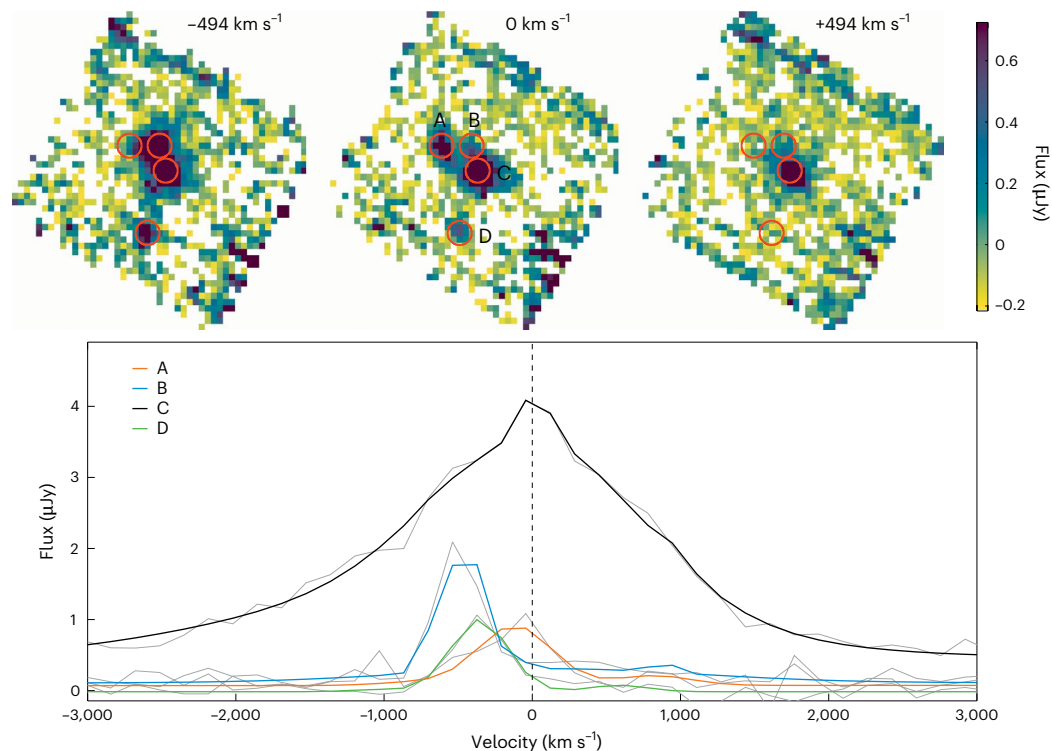 −494 km s⁻¹
0 km s⁻¹
+494 km s⁻¹
A
B
C
D
0.6
0.4
0.2
0
−0.2
Flux (μJy)
A
B
C
D
4
3
2
1
0
Flux (μJy)
−3,000
−2,000
−1,000
0
1,000
2,000
3,000
Velocity (km s⁻¹)